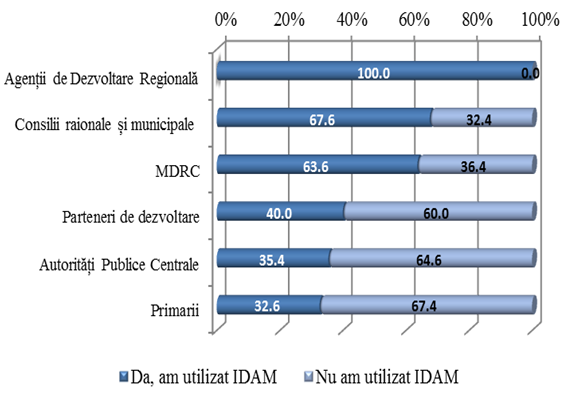 0% 20% 40% 60% 80% 100%
Agenții de Dezvoltare Regională 100.0 0.0
Consilii raionale și municipale 67.6 32.4
MDRC 63.6 36.4
Parteneri de dezvoltare 40.0 60.0
Autorități Publice Centrale 35.4 64.6
Primarii 32.6 67.4
Da, am utilizat IDAM Nu am utilizat IDAM